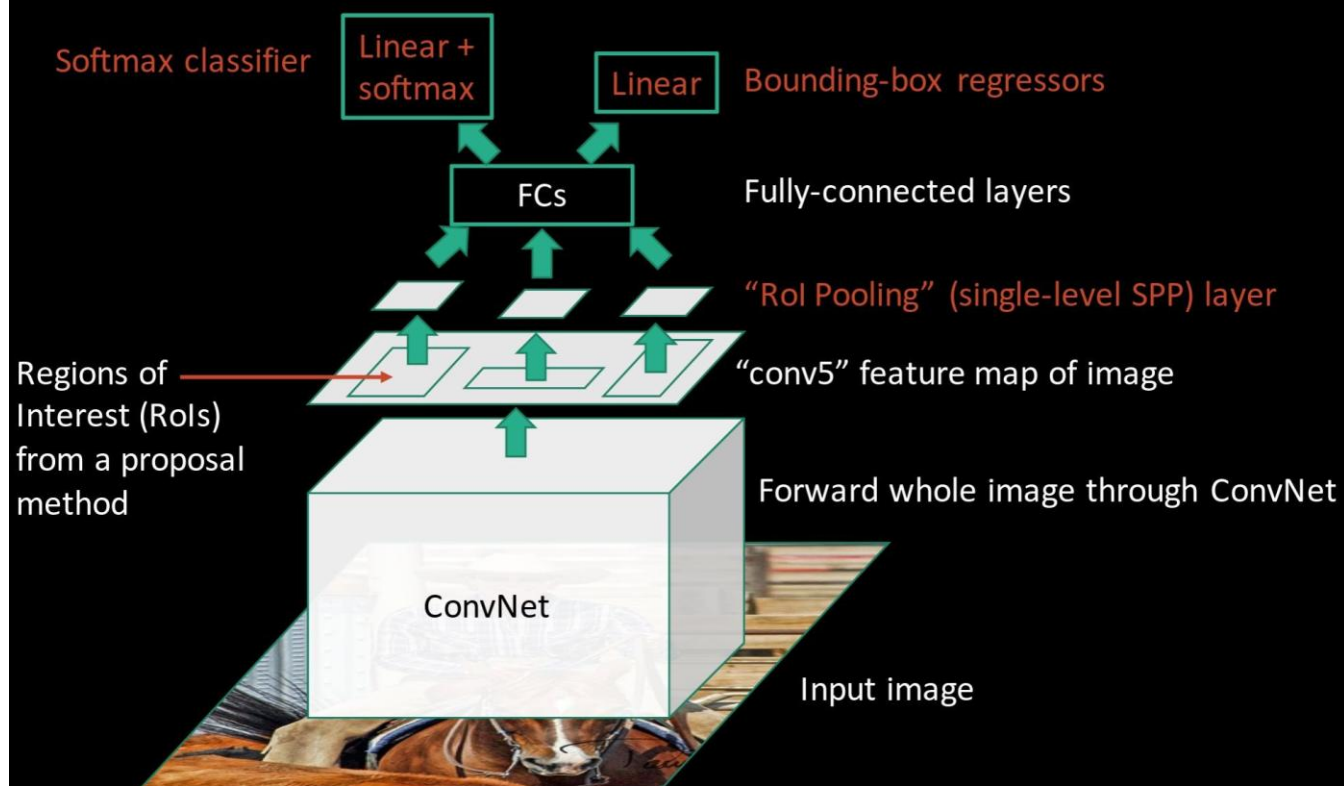 Softmax classifier
Linear +
softmax
Linear
Bounding-box regressors
FCs
Fully-connected layers
“RoI Pooling” (single-level SPP) layer
Regions of
Interest (RoIs)
from a proposal
method
“conv5” feature map of image
Forward whole image through ConvNet
ConvNet
Input image